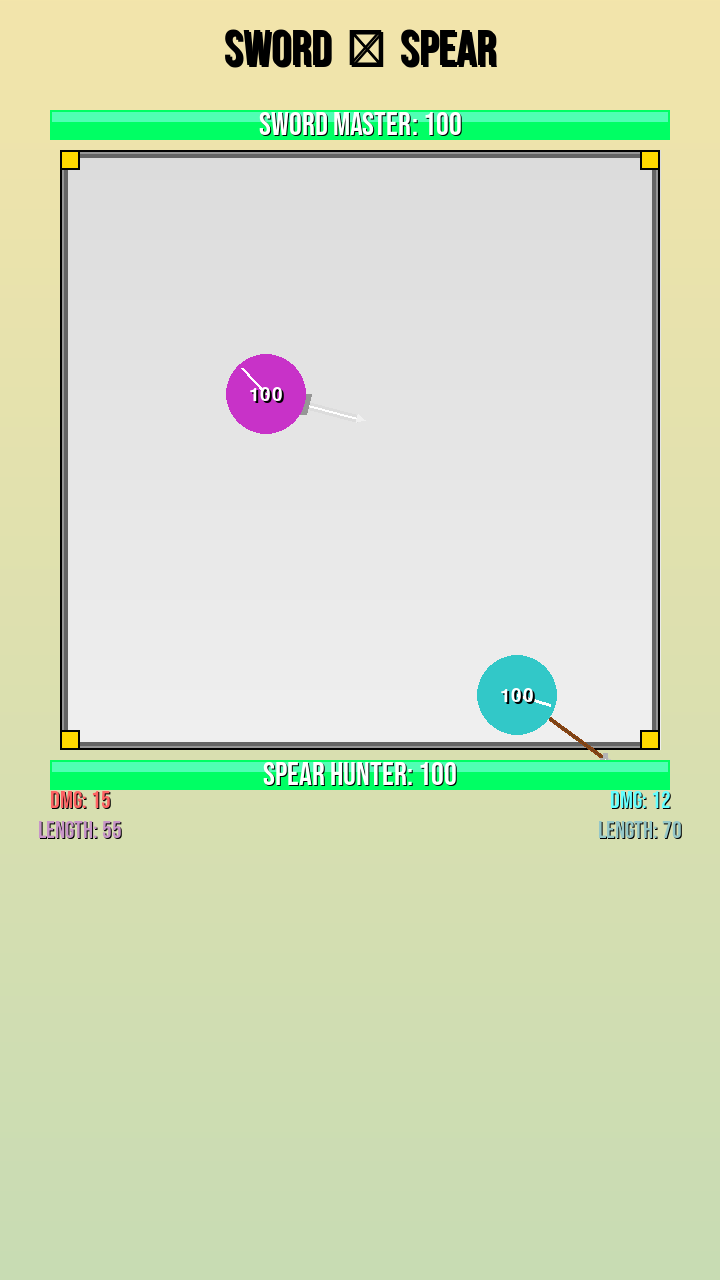 SWORD ☒ SPEAR
SWORD MASTER: 100
100
100
SPEAR HUNTER: 100
DMG: 15 DMG: 12
LENGTH: 55 LENGTH: 70